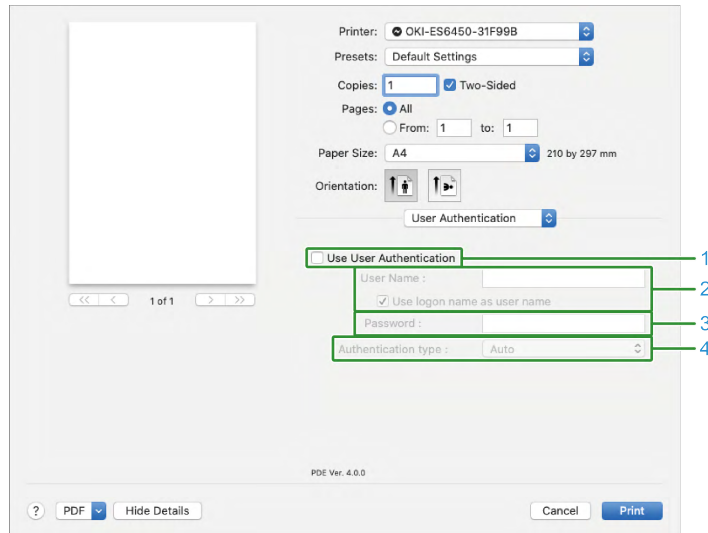 Printer: OKI-ES6450-31F99B
Presets: Default Settings
Copies: 1 Two-Sided
Pages: All
From: 1 to: 1
Paper Size: A4 210 by 297 mm
Orientation:
User Authentication
Use User Authentication 1
User Name : 2
Use logon name as user name
Password : 3
Authentication type : Auto 4
<< < 1 of 1 > >>
PDE Ver. 4.0.0
? PDF Hide Details Cancel Print